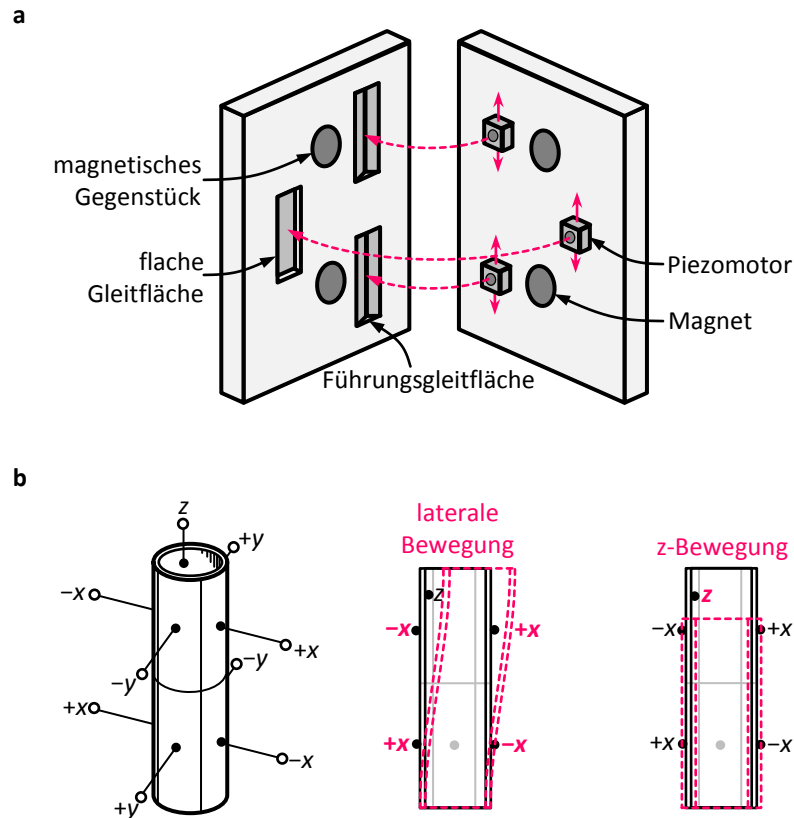 a
magnetisches
Gegenstück
flache
Gleitfläche
Führungsgleitfläche
Piezomotor
Magnet
b
z
+y
−x
+x
−y
−y
+x
−x
+y
laterale
Bewegung
z
−x
+x
+x
−x
z-Bewegung
z
−x
+x
+x
−x